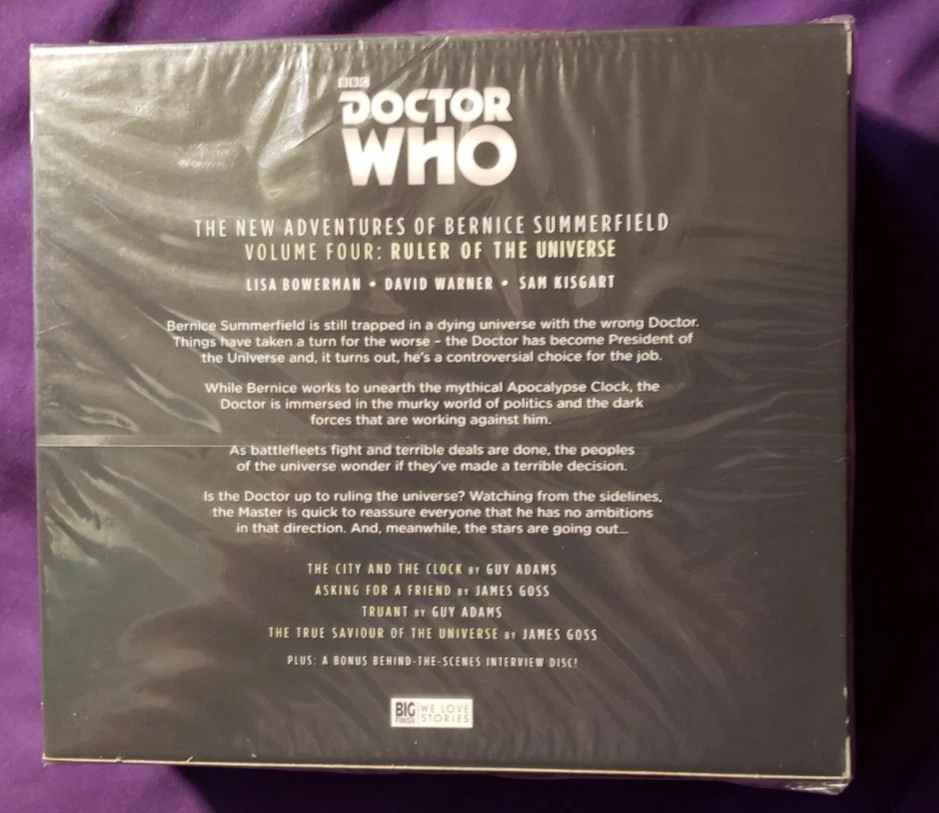 BBC
DOCTOR
WHO
THE NEW ADVENTURES OF BERNICE SUMMERFIELD
VOLUME FOUR: RULER OF THE UNIVERSE
LISA BOWERMAN • DAVID WARNER • SAM KISGART
Bernice Summerfield is still trapped in a dying universe with the wrong Doctor.
Things have taken a turn for the worse – the Doctor has become President of
the Universe and, it turns out, he's a controversial choice for the job.
While Bernice works to unearth the mythical Apocalypse Clock, the
Doctor is immersed in the murky world of politics and the dark
forces that are working against him.
As battlefleets fight and terrible deals are done, the peoples
of the universe wonder if they've made a terrible decision.
Is the Doctor up to ruling the universe? Watching from the sidelines,
the Master is quick to reassure everyone that he has no ambitions
in that direction. And, meanwhile, the stars are going out...
THE CITY AND THE CLOCK BY GUY ADAMS
ASKING FOR A FRIEND BY JAMES GOSS
TRUANT BY GUY ADAMS
THE TRUE SAVIOUR OF THE UNIVERSE BY JAMES GOSS
PLUS: A BONUS BEHIND-THE-SCENES INTERVIEW DISC!
BIG FINISH
WE LOVE
STORIES